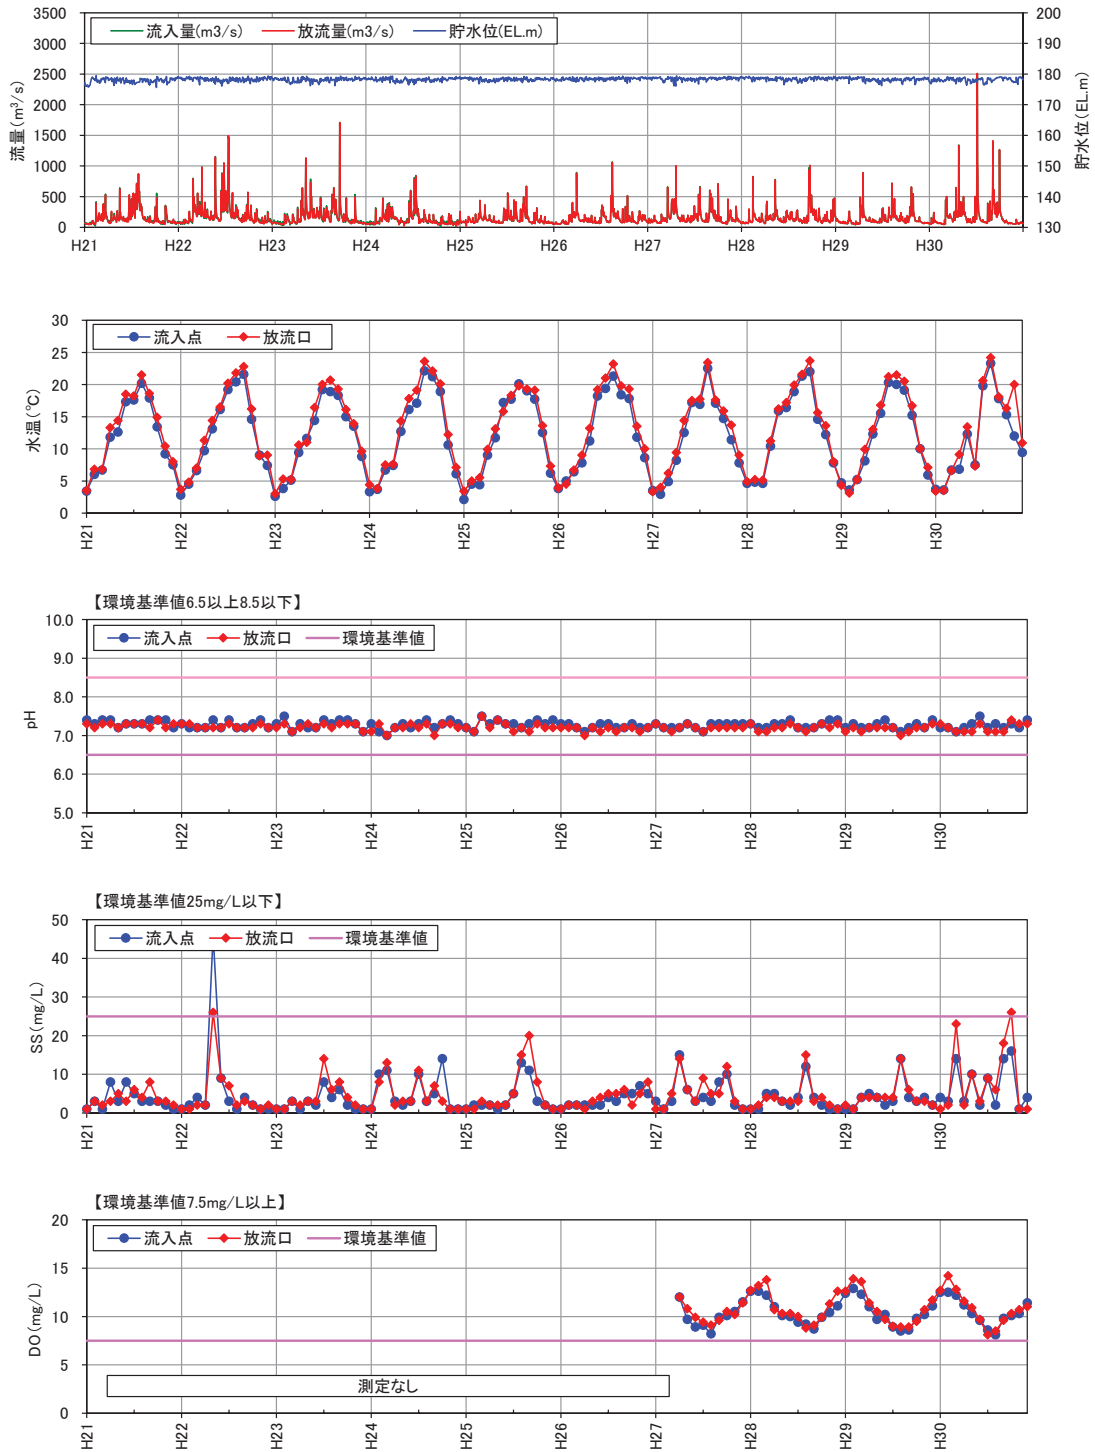 流入量(m3/s) 放流量(m3/s) 貯水位(EL.m)
3500
3000
2500
2000
1500
1000
500
0
流量(m³/s)
200
190
180
170
160
150
140
130
貯水位(EL.m)
H21 H22 H23 H24 H25 H26 H27 H28 H29 H30
流入点 放流口
30
25
20
15
10
5
0
水温(℃)
H21 H22 H23 H24 H25 H26 H27 H28 H29 H30
【環境基準値6.5以上8.5以下】
流入点 放流口 環境基準値
10.0
9.0
8.0
7.0
6.0
5.0
pH
H21 H22 H23 H24 H25 H26 H27 H28 H29 H30
【環境基準値25mg/L以下】
流入点 放流口 環境基準値
50
40
30
20
10
0
SS(mg/L)
H21 H22 H23 H24 H25 H26 H27 H28 H29 H30
【環境基準値7.5mg/L以上】
流入点 放流口 環境基準値
20
15
10
5
0
DO(mg/L)
測定なし
H21 H22 H23 H24 H25 H26 H27 H28 H29 H30